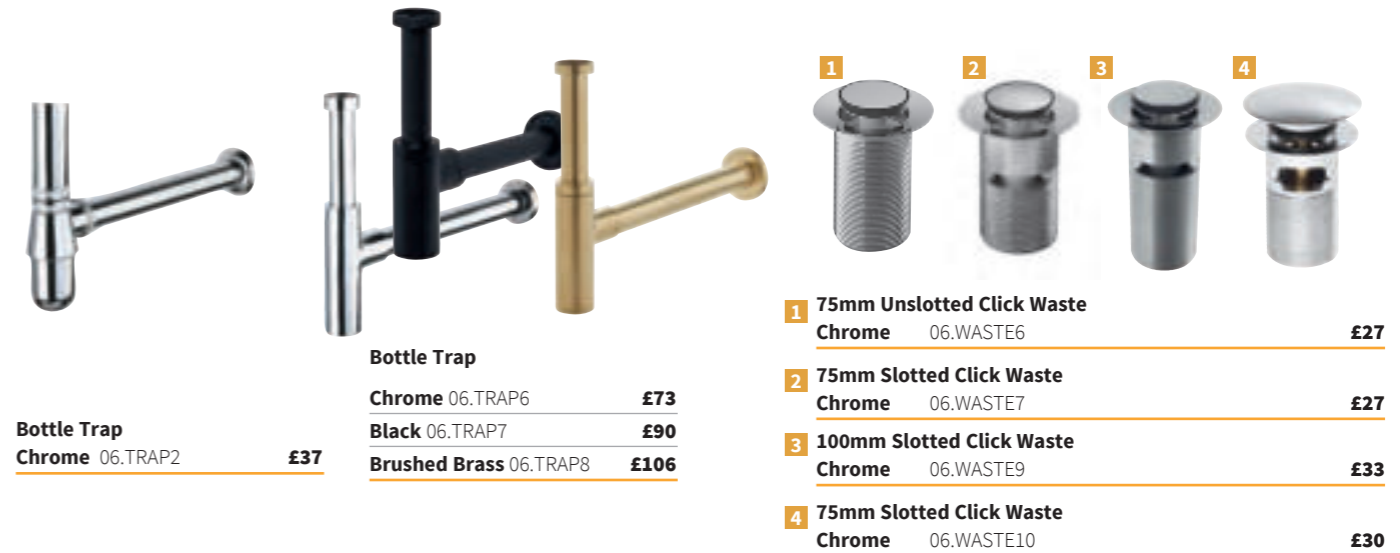 Bottle Trap
Chrome 06.TRAP2 £37
Bottle Trap
Chrome 06.TRAP6 £73
Black 06.TRAP7 £90
Brushed Brass 06.TRAP8 £106
1 2 3 4
1 75mm Unslotted Click Waste
Chrome 06.WASTE6 £27
2 75mm Slotted Click Waste
Chrome 06.WASTE7 £27
3 100mm Slotted Click Waste
Chrome 06.WASTE9 £33
4 75mm Slotted Click Waste
Chrome 06.WASTE10 £30